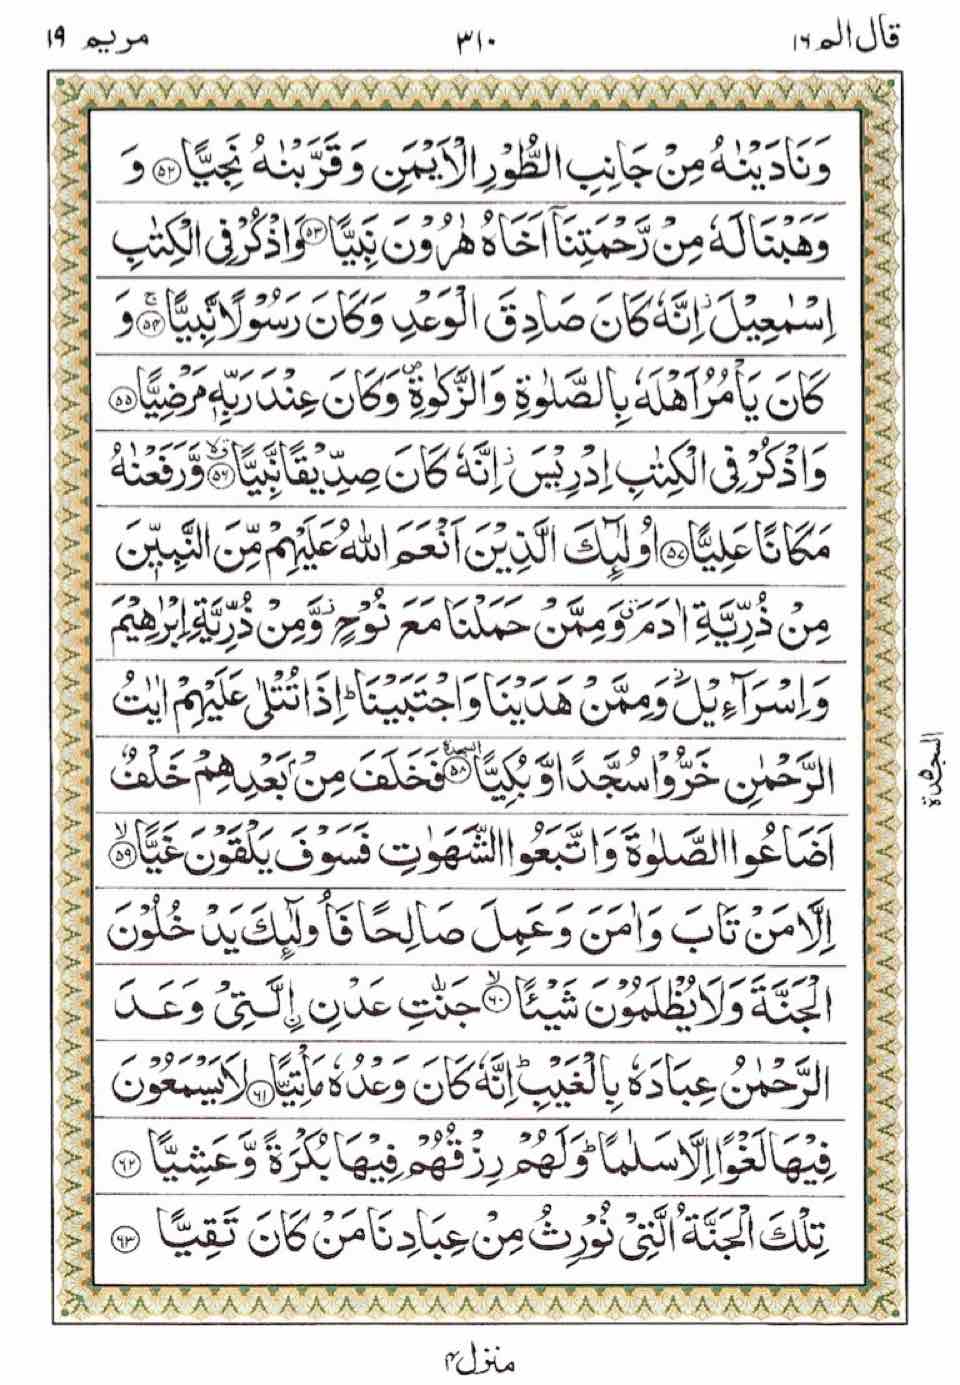 قال الم ١٦
٣١٠
مريم ١٩
وَنَادَيْنٰهُ مِنْ جَانِبِ الطُّوْرِ الْاَيْمَنِ وَقَرَّبْنٰهُ نَجِيًّا ﴿٥٢﴾ وَ
وَهَبْنَا لَهٗ مِنْ رَّحْمَتِنَاۤ اَخَاهُ هٰرُوْنَ نَبِيًّا ﴿٥٣﴾ وَاذْكُرْ فِى الْكِتٰبِ
اِسْمٰعِيْلَ ز اِنَّهٗ كَانَ صَادِقَ الْوَعْدِ وَكَانَ رَسُوْلًا نَّبِيًّا ج ﴿٥٤﴾ وَ
كَانَ يَاْمُرُ اَهْلَهٗ بِالصَّلٰوةِ وَالزَّكٰوةِ ص وَكَانَ عِنْدَ رَبِّهٖ مَرْضِيًّا ﴿٥٥﴾
وَاذْكُرْ فِى الْكِتٰبِ اِدْرِيْسَ ز اِنَّهٗ كَانَ صِدِّيْقًا نَّبِيًّا ﴿٥٦﴾ وَّرَفَعْنٰهُ
مَكَانًا عَلِيًّا ﴿٥٧﴾ اُولٰٓئِكَ الَّذِيْنَ اَنْعَمَ اللّٰهُ عَلَيْهِمْ مِّنَ النَّبِيّٖنَ
مِنْ ذُرِّيَّةِ اٰدَمَ وَمِمَّنْ حَمَلْنَا مَعَ نُوْحٍ وَّمِنْ ذُرِّيَّةِ اِبْرٰهِيْمَ
وَاِسْرَآءِيْلَ وَمِمَّنْ هَدَيْنَا وَاجْتَبَيْنَا ط اِذَا تُتْلٰى عَلَيْهِمْ اٰيٰتُ
الرَّحْمٰنِ خَرُّوْا سُجَّدًا وَّبُكِيًّا السجدة ﴿٥٨﴾ فَخَلَفَ مِنْۢ بَعْدِهِمْ خَلْفٌ
السجدة
اَضَاعُوا الصَّلٰوةَ وَاتَّبَعُوا الشَّهَوٰتِ فَسَوْفَ يَلْقَوْنَ غَيًّا لا ﴿٥٩﴾
اِلَّا مَنْ تَابَ وَاٰمَنَ وَعَمِلَ صَالِحًا فَاُولٰٓئِكَ يَدْخُلُوْنَ
الْجَنَّةَ وَلَا يُظْلَمُوْنَ شَيْـًٔا لا ﴿٦٠﴾ جَنّٰتِ عَدْنِ ࣙالَّتِىْ وَعَدَ
الرَّحْمٰنُ عِبَادَهٗ بِالْغَيْبِ ط اِنَّهٗ كَانَ وَعْدُهٗ مَاْتِيًّا ﴿٦١﴾ لَا يَسْمَعُوْنَ
فِيْهَا لَغْوًا اِلَّا سَلٰمًا ط وَلَهُمْ رِزْقُهُمْ فِيْهَا بُكْرَةً وَّعَشِيًّا ﴿٦٢﴾
تِلْكَ الْجَنَّةُ الَّتِىْ نُوْرِثُ مِنْ عِبَادِنَا مَنْ كَانَ تَقِيًّا ﴿٦٣﴾
منزل ٤